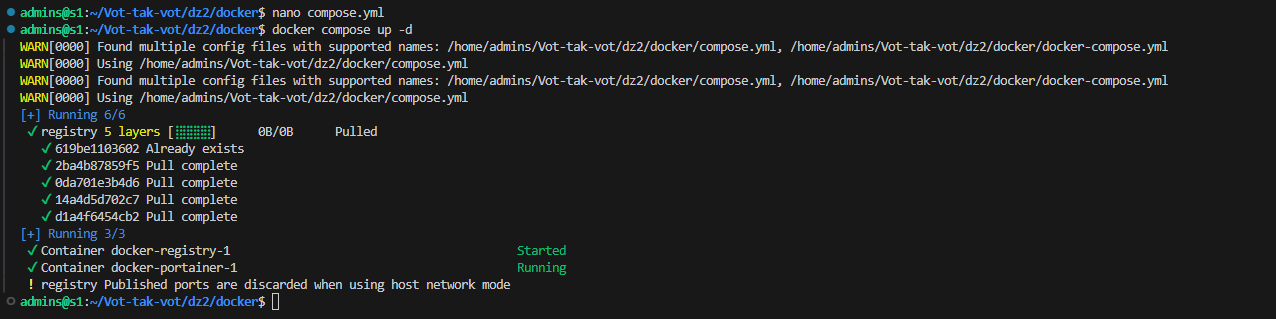 admins@s1:~/Vot-tak-vot/dz2/docker$ nano compose.yml
admins@s1:~/Vot-tak-vot/dz2/docker$ docker compose up -d
WARN[0000] Found multiple config files with supported names: /home/admins/Vot-tak-vot/dz2/docker/compose.yml, /home/admins/Vot-tak-vot/dz2/docker/docker-compose.yml
WARN[0000] Using /home/admins/Vot-tak-vot/dz2/docker/compose.yml
WARN[0000] Found multiple config files with supported names: /home/admins/Vot-tak-vot/dz2/docker/compose.yml, /home/admins/Vot-tak-vot/dz2/docker/docker-compose.yml
WARN[0000] Using /home/admins/Vot-tak-vot/dz2/docker/compose.yml
[+] Running 6/6
✔ registry 5 layers [⣿⣿⣿⣿⣿] 0B/0B Pulled
✔ 619be1103602 Already exists
✔ 2ba4b87859f5 Pull complete
✔ 0da701e3b4d6 Pull complete
✔ 14a4d5d702c7 Pull complete
✔ d1a4f6454cb2 Pull complete
[+] Running 3/3
✔ Container docker-registry-1 Started
✔ Container docker-portainer-1 Running
! registry Published ports are discarded when using host network mode
admins@s1:~/Vot-tak-vot/dz2/docker$